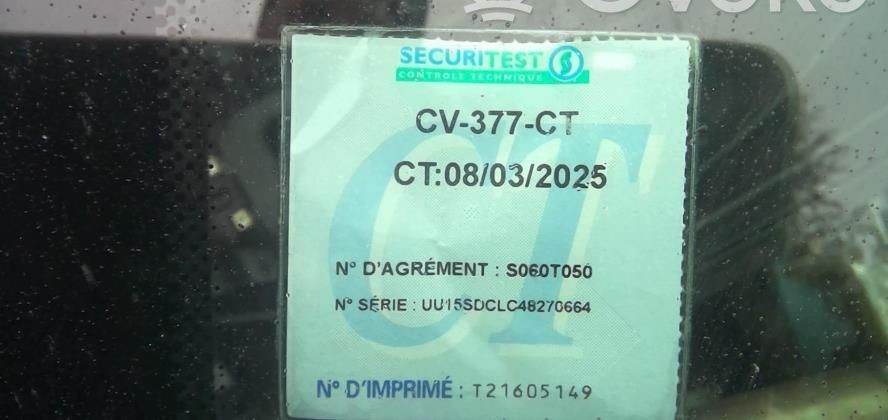 SECURITEST
CONTROLE TECHNIQUE
CV-377-CT
CT:08/03/2025
N° D'AGRÉMENT : S060T050
N° SÉRIE : UU15SDCLC48270664
N° D'IMPRIMÉ : T21605149
CT